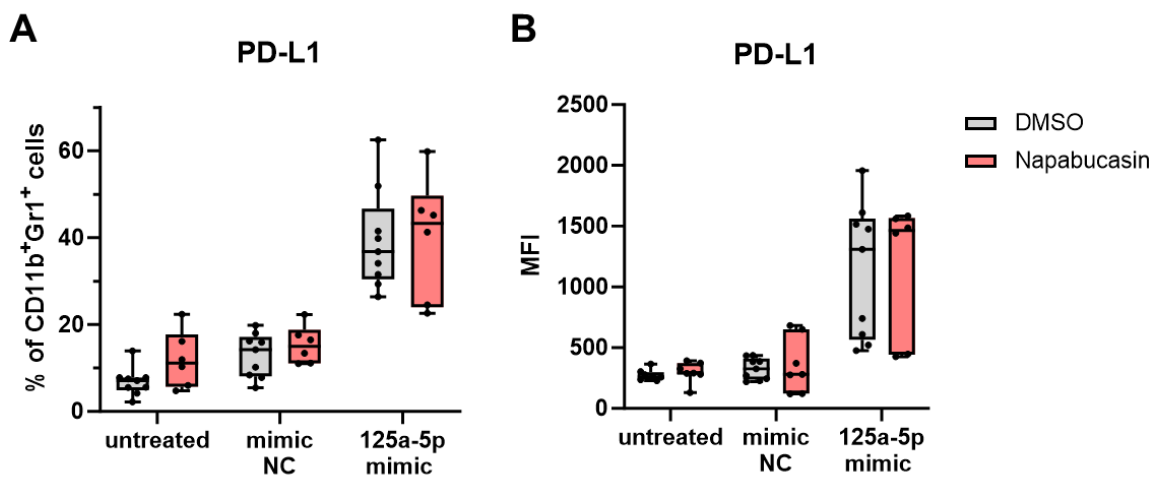 A
PD-L1
% of CD11b⁺Gr1⁺ cells
60
40
20
0
untreated
mimic
NC
125a-5p
mimic
B
PD-L1
MFI
2500
2000
1500
1000
500
0
untreated
mimic
NC
125a-5p
mimic
DMSO
Napabucasin